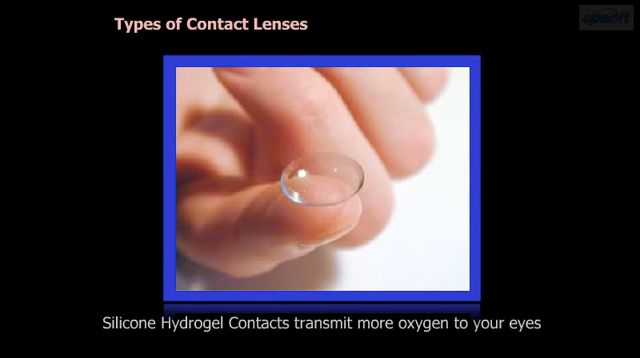 Types of Contact Lenses
Silicone Hydrogel Contacts transmit more oxygen to your eyes